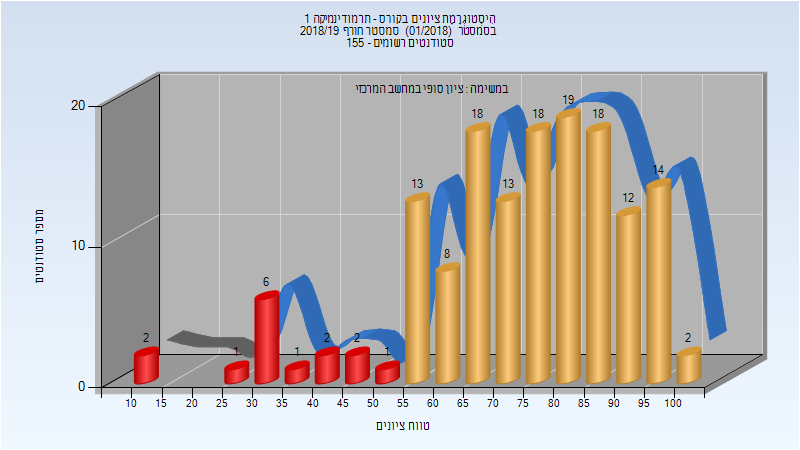 היסטוגרמת ציונים בקורס - תרמודינמיקה 1
בסמסטר (01/2018) סמסטר חורף 2018/19
סטודנטים רשומים - 155
במשימה : ציון סופי במחשב המרכזי
מספר סטודנטים
20
10
0
2
1
6
1
2
2
1
13
8
18
13
18
19
18
12
14
2
10 15 20 25 30 35 40 45 50 55 60 65 70 75 80 85 90 95 100
טווח ציונים